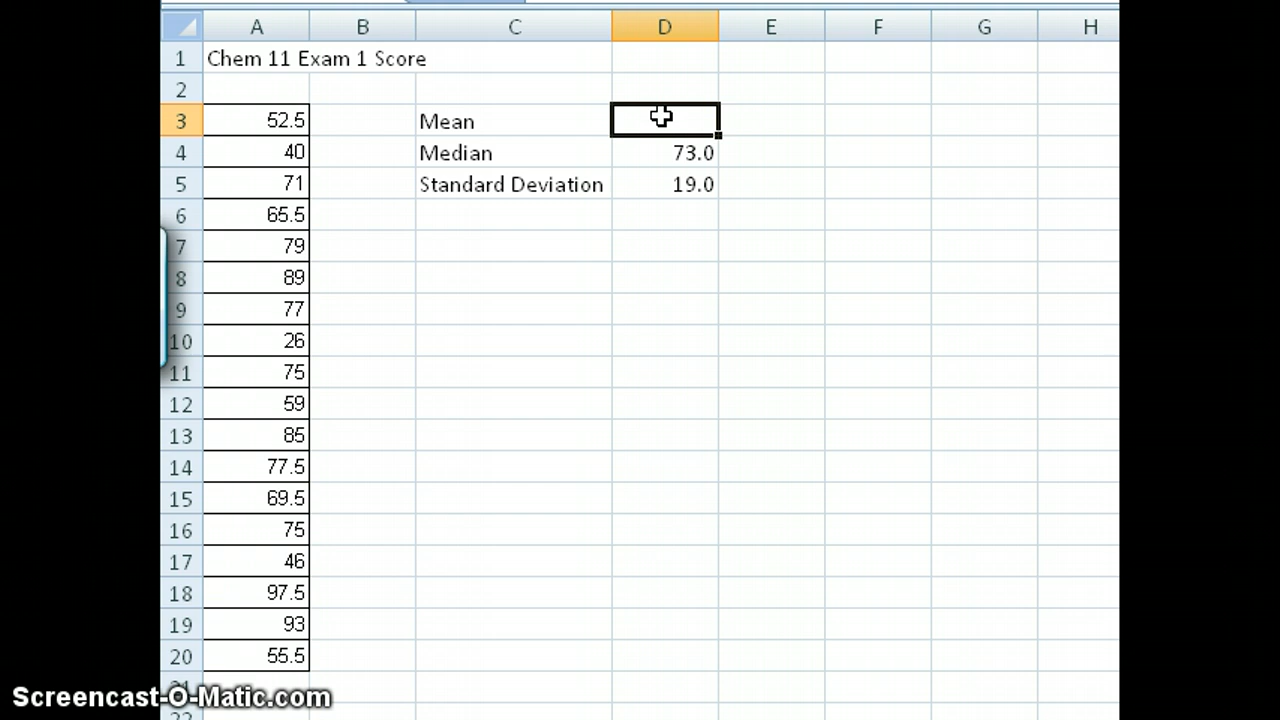 A B C D E F G H
1 Chem 11 Exam 1 Score
2
3 52.5 Mean
4 40 Median 73.0
5 71 Standard Deviation 19.0
6 65.5
7 79
8 89
9 77
10 26
11 75
12 59
13 85
14 77.5
15 69.5
16 75
17 46
18 97.5
19 93
20 55.5
Screencast-O-Matic.com